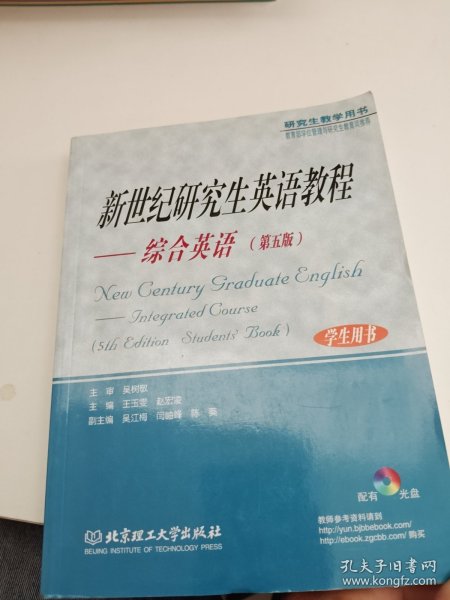 研究生教学用书
教育部学位管理与研究生教育司推荐
新世纪研究生英语教程
——综合英语（第五版）
New Century Graduate English
——Integrated Course
(5th Edition Students' Book)
学生用书
主 审 吴树敬
主 编 王玉雯 赵宏凌
副主编 吴江梅 闫岫峰 陈 葵
配有 光盘
教师参考资料请到
http://yun.bjbbebook.com/
http://ebook.zgcbb.com/ 购买
北京理工大学出版社
BEIJING INSTITUTE OF TECHNOLOGY PRESS
孔夫子旧书网
www.kongfz.com